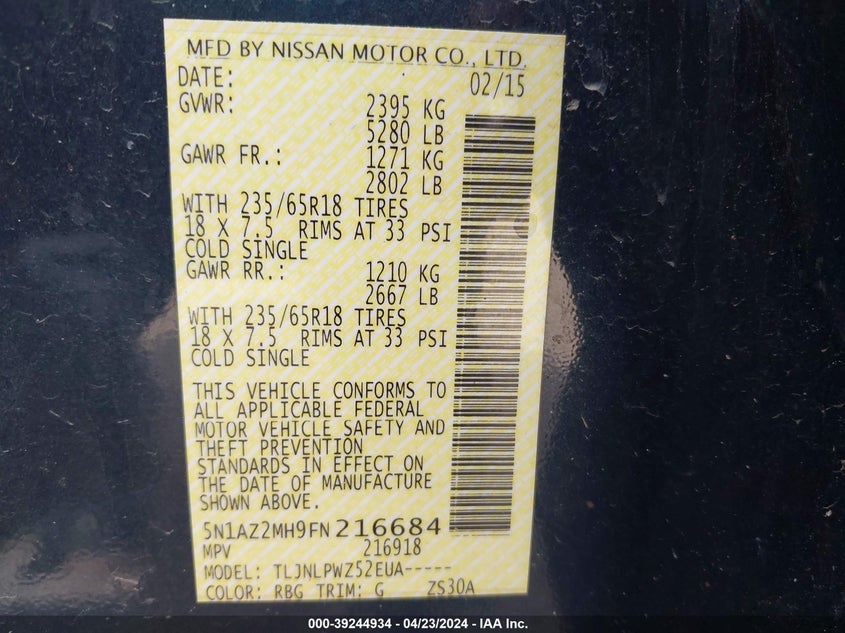 MFD BY NISSAN MOTOR CO., LTD.
DATE: 02/15
GVWR: 2395 KG
5280 LB
GAWR FR.: 1271 KG
2802 LB
WITH 235/65R18 TIRES
18 X 7.5 RIMS AT 33 PSI
COLD SINGLE
GAWR RR.: 1210 KG
2667 LB
WITH 235/65R18 TIRES
18 X 7.5 RIMS AT 33 PSI
COLD SINGLE
THIS VEHICLE CONFORMS TO
ALL APPLICABLE FEDERAL
MOTOR VEHICLE SAFETY AND
THEFT PREVENTION
STANDARDS IN EFFECT ON
THE DATE OF MANUFACTURE
SHOWN ABOVE.
5N1AZ2MH9FN216684
MPV 216918
MODEL: TLJNLPWZ52EUA-----
COLOR: RBG TRIM: G ZS30A
000-39244934 - 04/23/2024 - IAA Inc.